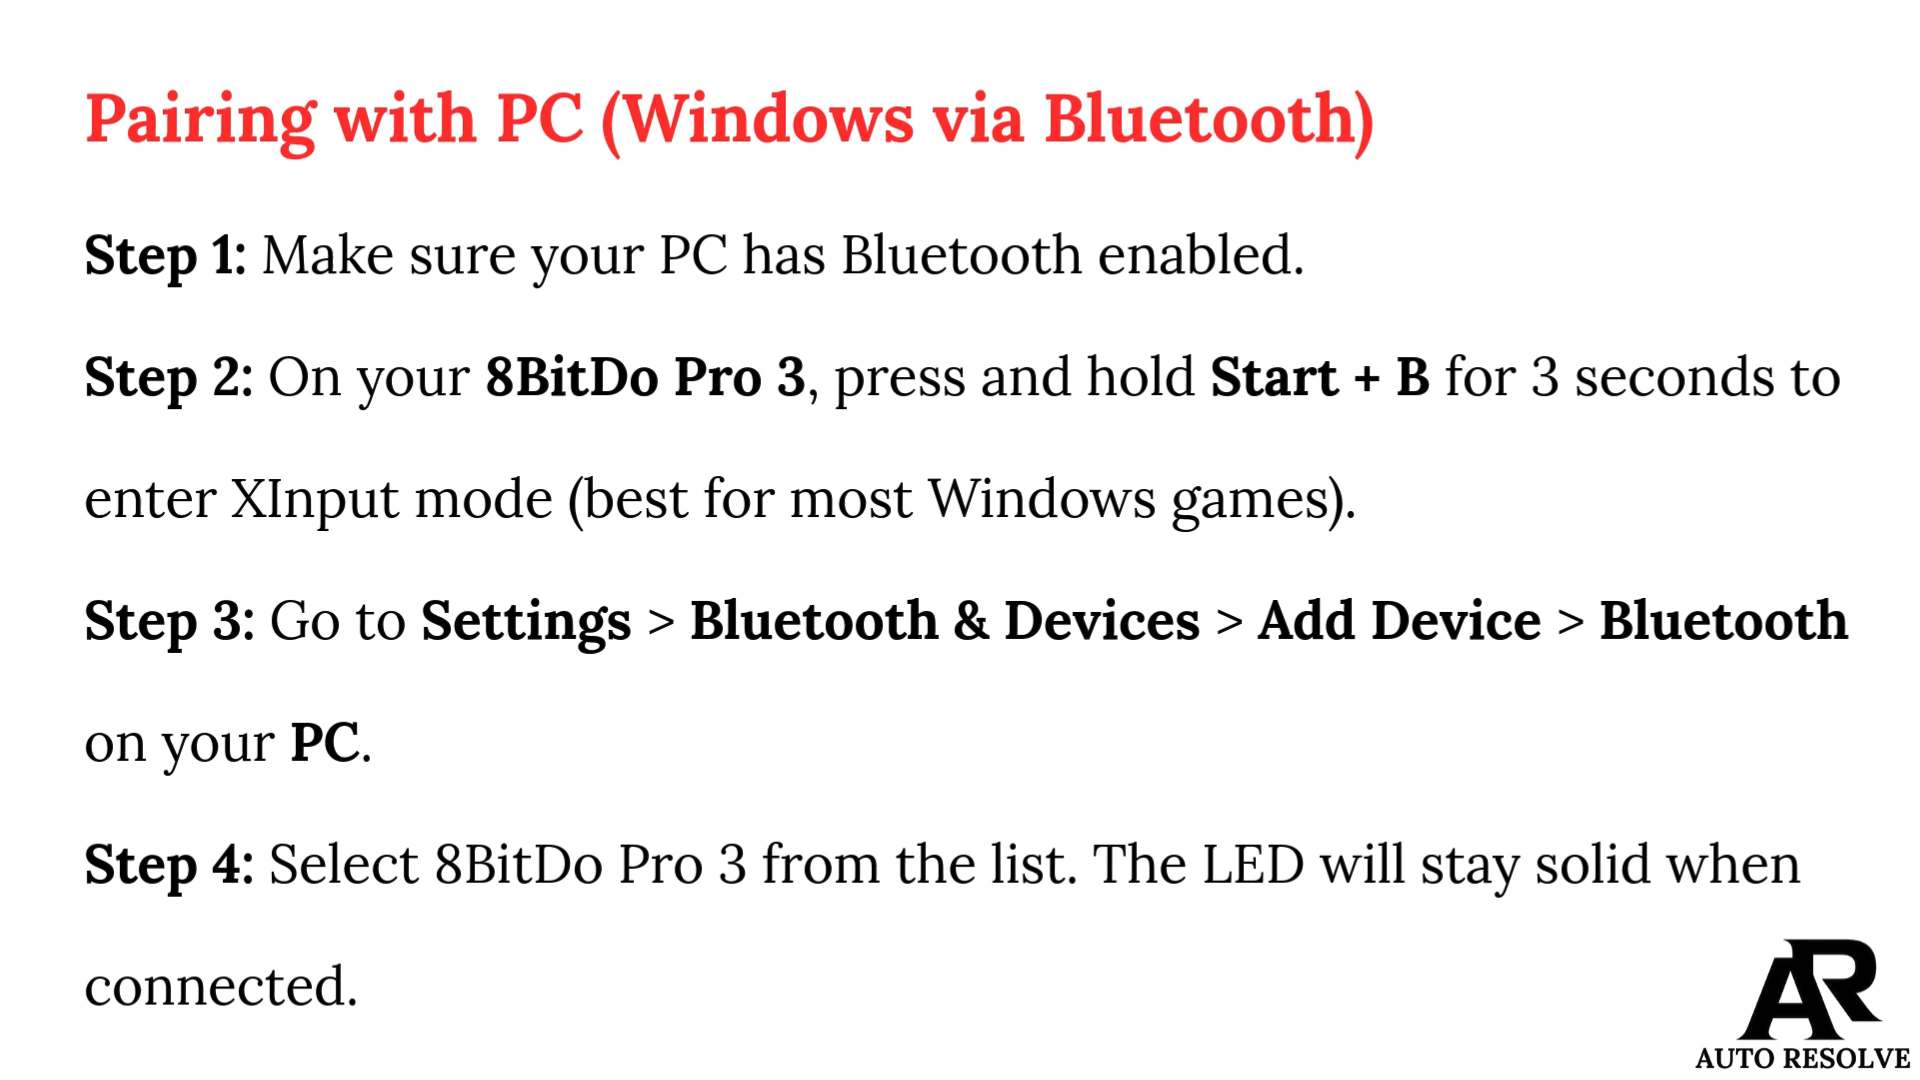 Pairing with PC (Windows via Bluetooth)
Step 1: Make sure your PC has Bluetooth enabled.
Step 2: On your 8BitDo Pro 3, press and hold Start + B for 3 seconds to
enter XInput mode (best for most Windows games).
Step 3: Go to Settings > Bluetooth & Devices > Add Device > Bluetooth
on your PC.
Step 4: Select 8BitDo Pro 3 from the list. The LED will stay solid when
connected.
AR
AUTO RESOLVE